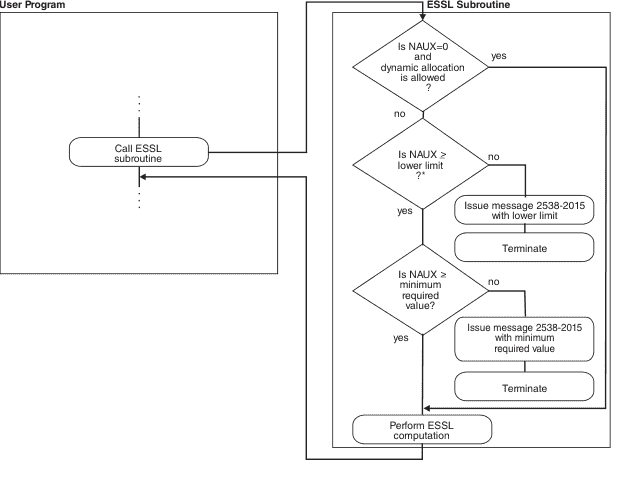 User Program
ESSL Subroutine
Is NAUX=0
and
dynamic allocation
is allowed
?
yes
no
Call ESSL
subroutine
Is NAUX ≥
lower limit
?*
no
yes
Issue message 2538-2015
with lower limit
Terminate
Is NAUX ≥
minimum
required
value?
no
yes
Issue message 2538-2015
with minimum
required value
Terminate
Perform ESSL
computation